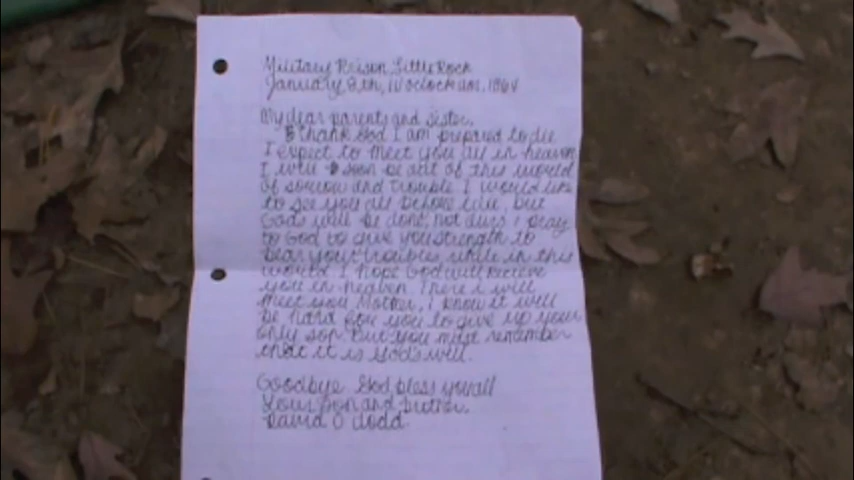 Military Prison Little Rock
January 8th, 10 oclock am. 1864
My dear parents and sister.
thank God I am prepared to die
I expect to meet you all in heaven
I will soon be out of this world
of sorrow and trouble I would like
to see you all before I die, but
Gods will be done, not ours I pray
to God to give you strength to
bear your troubles while in this
world I hope God will receive
you in heaven. There i will
meet you Mother, I know it will
be hard for you to give up your
only son but you must remember
that it is God's will.
Goodbye God bless you all
Your son and
David O Dodd